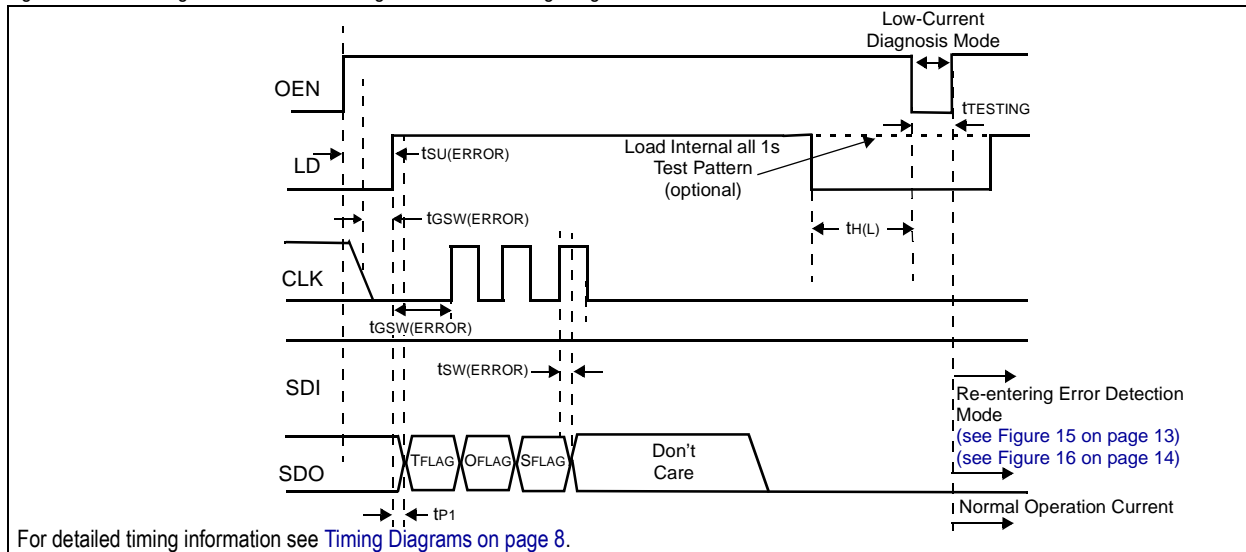 Low-Current
Diagnosis Mode
OEN
tTESTING
LD
tSU(ERROR)
Load Internal all 1s
Test Pattern
(optional)
tGSW(ERROR)
tH(L)
CLK
tGSW(ERROR)
tSW(ERROR)
SDI
Re-entering Error Detection
Mode
(see Figure 15 on page 13)
(see Figure 16 on page 14)
SDO
TFLAG OFLAG SFLAG Don't
Care
Normal Operation Current
tP1
For detailed timing information see Timing Diagrams on page 8.